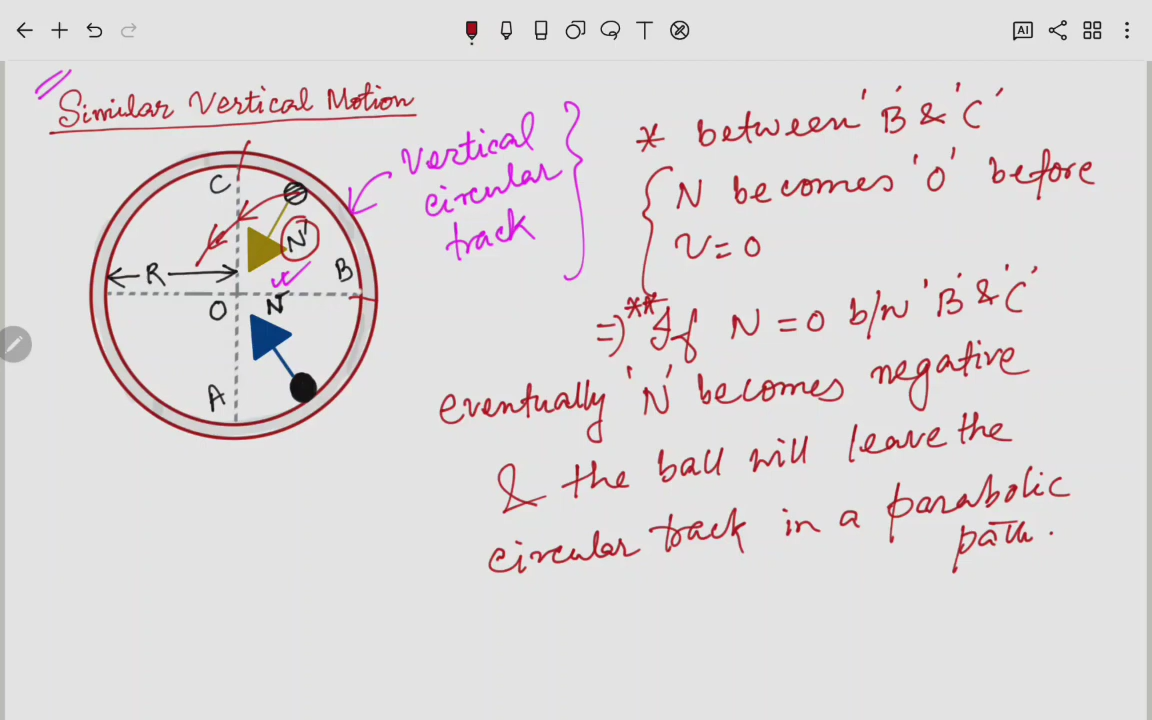 Similar Vertical Motion
Vertical
circular
track
C
N
R
B
O
N
A
* between 'B' & 'C'
N becomes '0' before
v = 0
=) ** If N = 0 b/n 'B' & 'C'
eventually 'N' becomes negative
& the ball will leave the
circular track in a parabolic
path.
AI
T